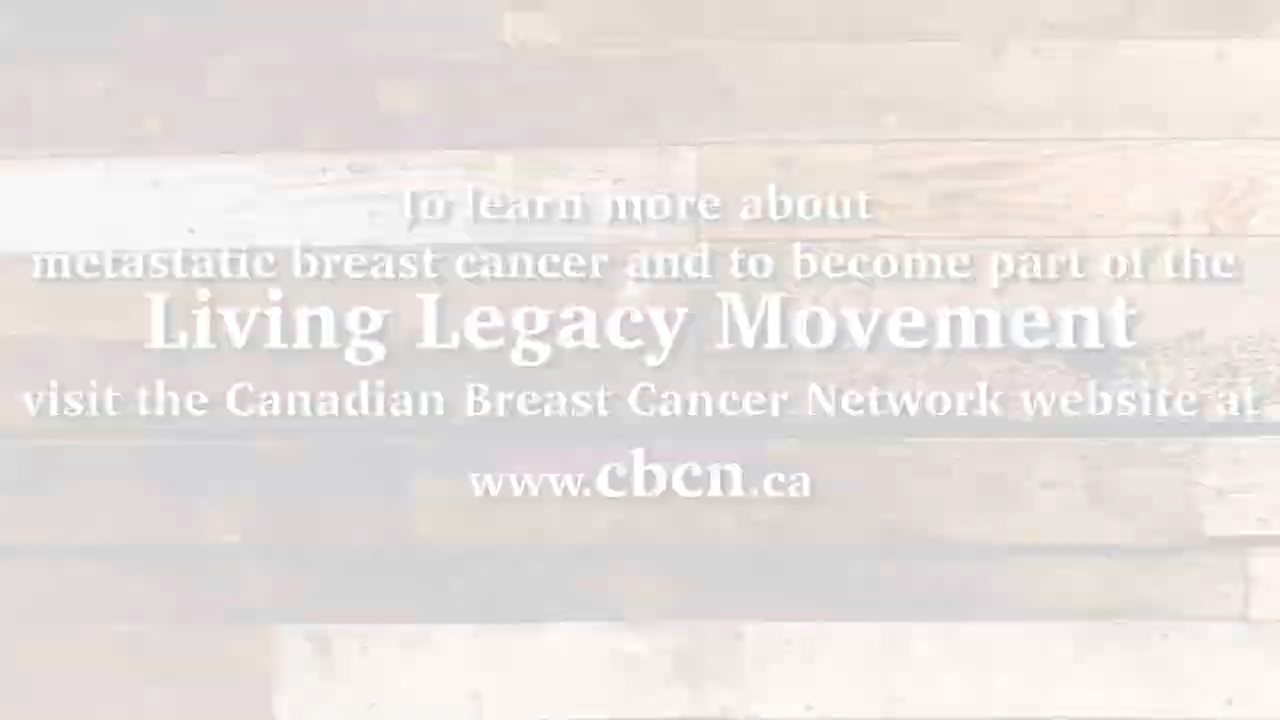 to learn more about
metastatic breast cancer and to become part of the
Living Legacy Movement
visit the Canadian Breast Cancer Network website at
www.cbcn.ca